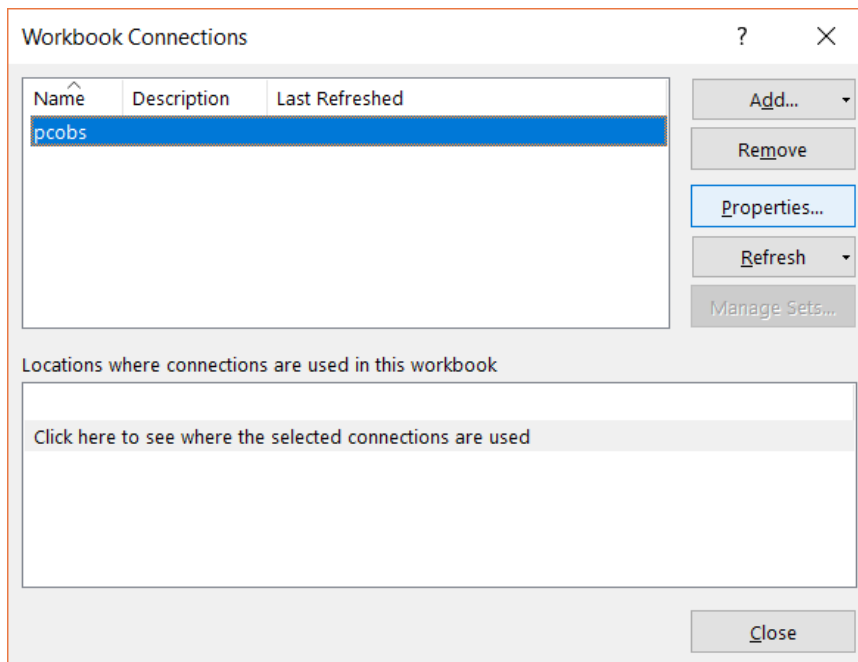 Workbook Connections ?
Name Description Last Refreshed
pcobs
Add...
Remove
Properties...
Refresh
Manage Sets...
Locations where connections are used in this workbook
Click here to see where the selected connections are used
Close